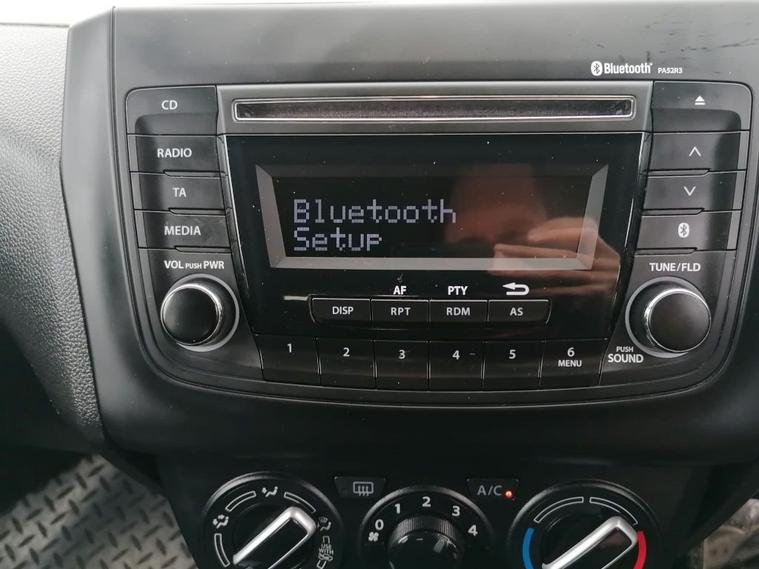 Bluetooth PA52R3
CD
RADIO
TA
MEDIA
Bluetooth
Setup
VOL PUSH PWR
TUNE/FLD
AF PTY
DISP RPT RDM AS
1 2 3 4 5 6
MENU
PUSH
SOUND
A/C
0 1 2 3 4